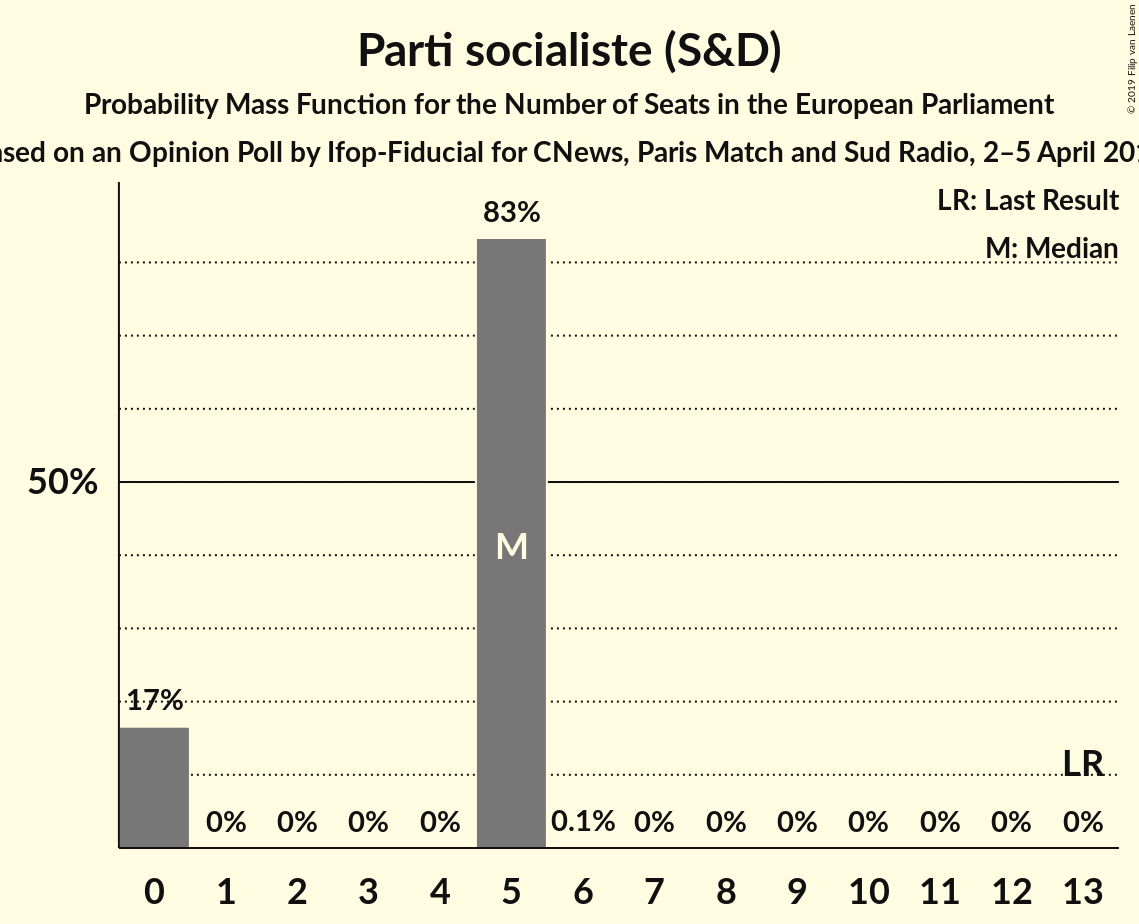 Parti socialiste (S&D)
Probability Mass Function for the Number of Seats in the European Parliament
on an Opinion Poll by Ifop-Fiducial for CNews, Paris Match and Sud Radio, 2–5 April
© 2019 Filip van Laenen
LR: Last Result
M: Median
83%
50%
M
17%
LR
0% 0% 0% 0% 0.1% 0% 0% 0% 0% 0% 0% 0%
0 1 2 3 4 5 6 7 8 9 10 11 12 13